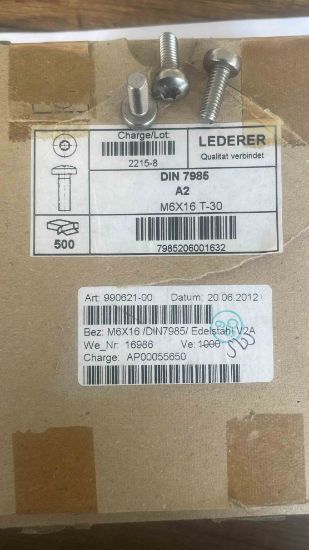 Charge/Lot:
2215-8
LEDERER
Qualitat verbindet
DIN 7985
A2
M6X16 T-30
500
7985206001632
Art: 990621-00 Datum: 20.06.2012
Bez: M6X16 /DIN7985/ Edelstahl V2A
We_Nr: 16986 Ve: 1000
Charge: AP00055650